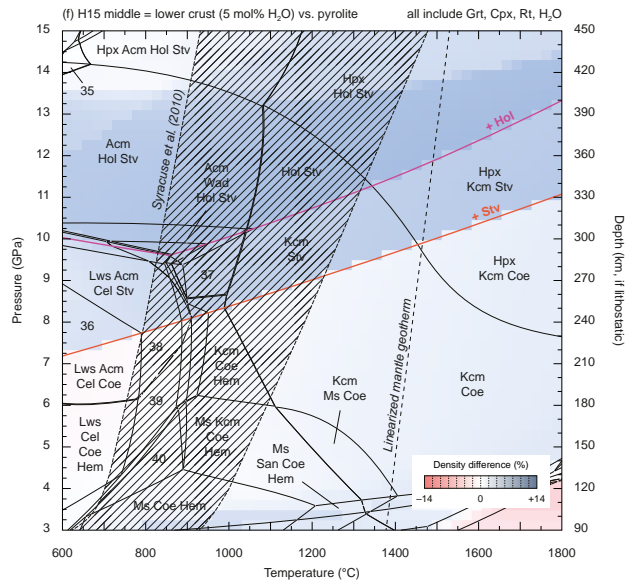 (f) H15 middle = lower crust (5 mol% H₂O) vs. pyrolite
all include Grt, Cpx, Rt, H₂O
15
14
13
12
11
10
9
8
7
6
5
4
3
Pressure (GPa)
450
420
390
360
330
300
270
240
210
180
150
120
90
Depth (km, if lithostatic)
Hpx Acm Hol Stv
35
Hpx
Hol Stv
Syracuse et al. (2010)
+ Hol
Acm
Hol Stv
Acm
Wad
Hol Stv
Hol Stv
Hpx
Kcm Stv
+ Stv
Kcm
Stv
37
Hpx
Kcm Coe
Lws Acm
Cel Stv
36
38
Linearized mantle geotherm
Lws Acm
Cel Coe
Kcm
Coe
Hem
Kcm
Ms Coe
Kcm
Coe
39
Lws
Cel
Coe
Hem
Ms Kcm
Coe
Hem
40
Ms
San Coe
Hem
Ms Coe Hem
Density difference (%)
−14
0
+14
600
800
1000
1200
1400
1600
1800
Temperature (°C)